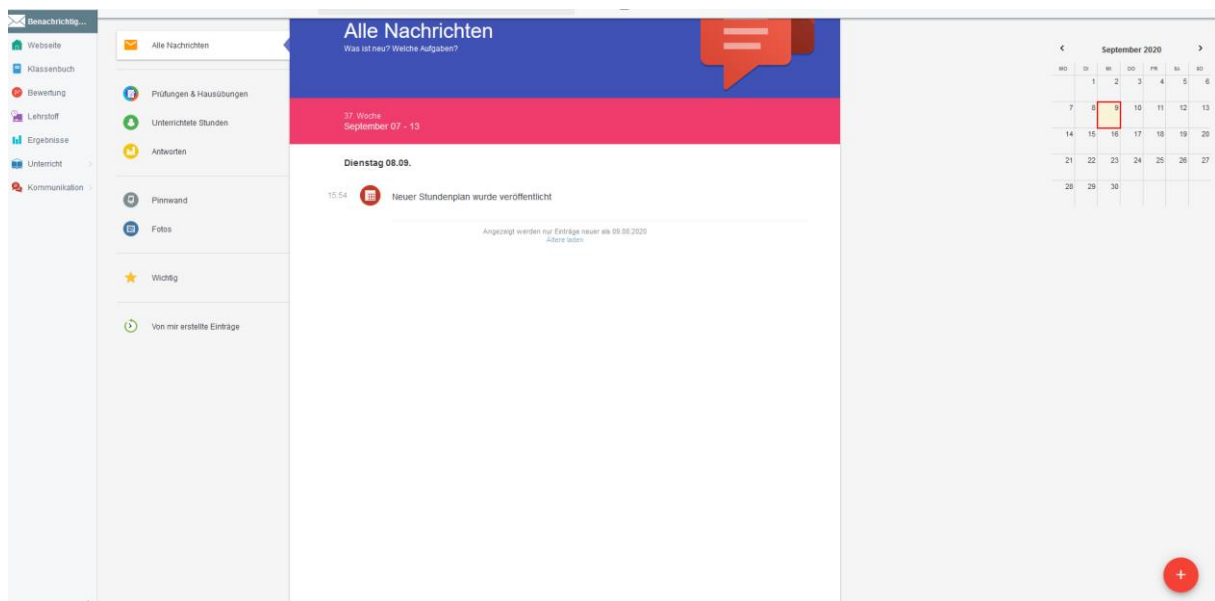 Benachrichtig...
Webseite
Klassenbuch
Bewertung
Lehrstoff
Ergebnisse
Unterricht
Kommunikation
Alle Nachrichten
Prüfungen & Hausübungen
Unterrichtete Stunden
Antworten
Pinnwand
Fotos
Wichtig
Von mir erstellte Einträge
Alle Nachrichten
Was ist neu? Welche Aufgaben?
37. Woche
September 07 - 13
Dienstag 08.09.
15:54 Neuer Stundenplan wurde veröffentlicht
Angezeigt werden nur Einträge neuer als 09.08.2020
Ältere laden
September 2020
MO DI MI DO FR SA SO
1 2 3 4 5 6
7 8 9 10 11 12 13
14 15 16 17 18 19 20
21 22 23 24 25 26 27
28 29 30